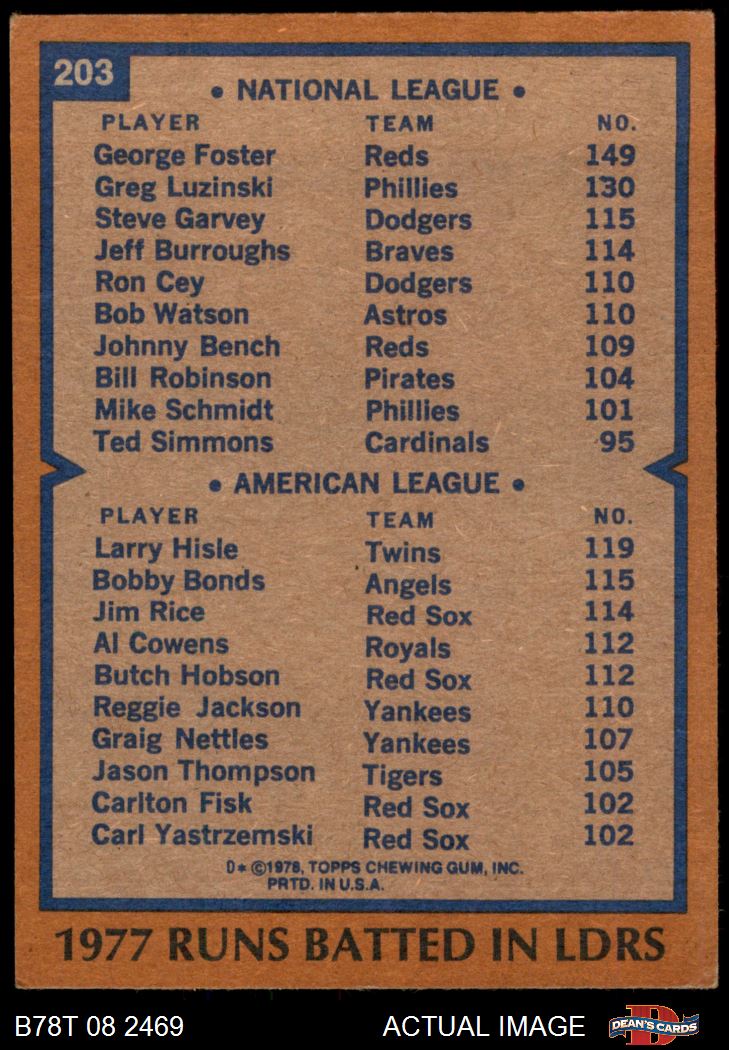 203
• NATIONAL LEAGUE •
PLAYER TEAM NO.
George Foster Reds 149
Greg Luzinski Phillies 130
Steve Garvey Dodgers 115
Jeff Burroughs Braves 114
Ron Cey Dodgers 110
Bob Watson Astros 110
Johnny Bench Reds 109
Bill Robinson Pirates 104
Mike Schmidt Phillies 101
Ted Simmons Cardinals 95
• AMERICAN LEAGUE •
PLAYER TEAM NO.
Larry Hisle Twins 119
Bobby Bonds Angels 115
Jim Rice Red Sox 114
Al Cowens Royals 112
Butch Hobson Red Sox 112
Reggie Jackson Yankees 110
Graig Nettles Yankees 107
Jason Thompson Tigers 105
Carlton Fisk Red Sox 102
Carl Yastrzemski Red Sox 102
D* ©1978, TOPPS CHEWING GUM, INC.
PRTD. IN U.S.A.
1977 RUNS BATTED IN LDRS
B78T 08 2469 ACTUAL IMAGE DEAN'S CARDS